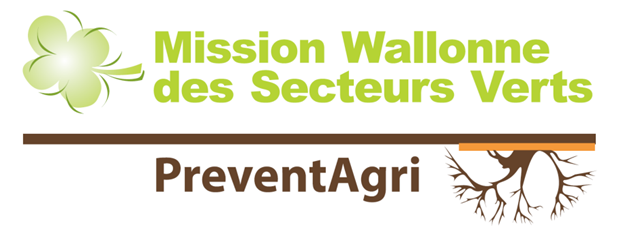 Mission Wallonne
des Secteurs Verts
PreventAgri